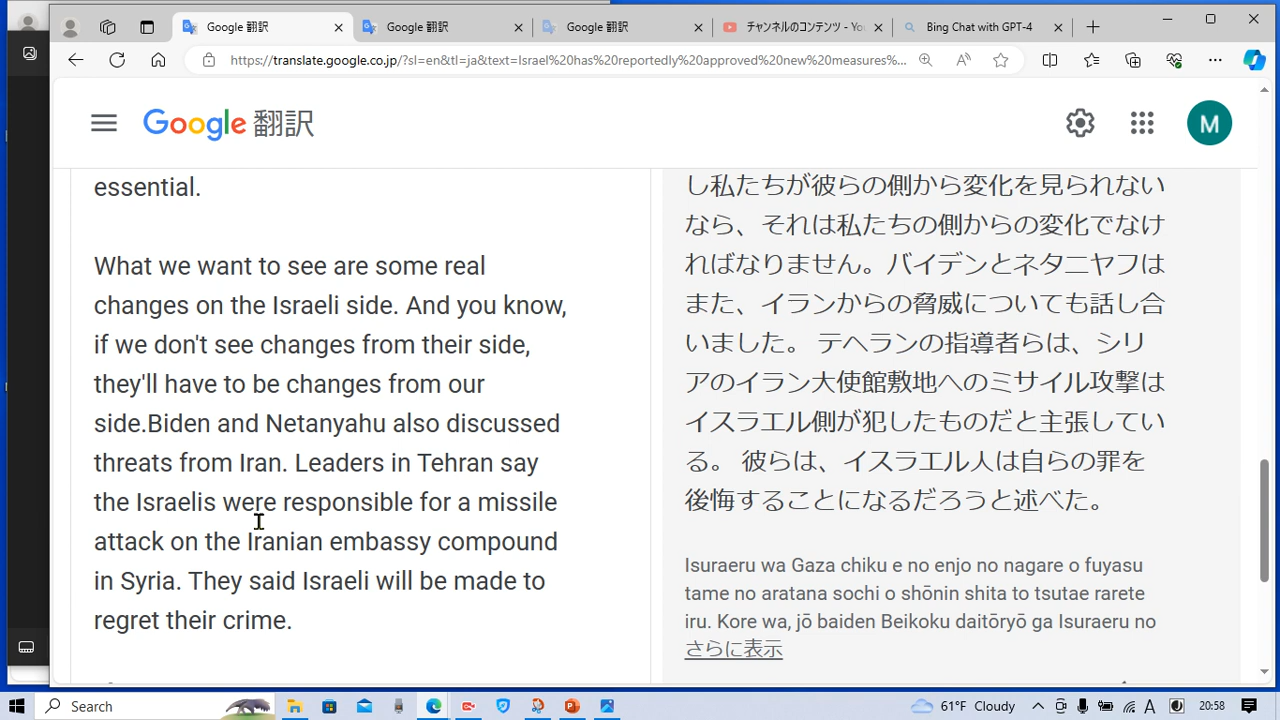 Google 翻訳
Google 翻訳
Google 翻訳
チャンネルのコンテンツ - Yo
Bing Chat with GPT-4
https://translate.google.co.jp/?sl=en&tl=ja&text=Israel%20has%20reportedly%20approved%20new%20measures%...
Google 翻訳
M
essential.
What we want to see are some real
changes on the Israeli side. And you know,
if we don't see changes from their side,
they'll have to be changes from our
side.Biden and Netanyahu also discussed
threats from Iran. Leaders in Tehran say
the Israelis were responsible for a missile
attack on the Iranian embassy compound
in Syria. They said Israeli will be made to
regret their crime.
し私たちが彼らの側から変化を見られない
なら、それは私たちの側からの変化でなけ
ればなりません。バイデンとネタニヤフは
また、イランからの脅威についても話し合
いました。 テヘランの指導者らは、シリ
アのイラン大使館敷地へのミサイル攻撃は
イスラエル側が犯したものだと主張してい
る。 彼らは、イスラエル人は自らの罪を
後悔することになるだろうと述べた。
Isuraeru wa Gaza chiku e no enjo no nagare o fuyasu
tame no aratana sochi o shōnin shita to tsutae rarete
iru. Kore wa, jō baiden Beikoku daitōryō ga Isuraeru no
さらに表示
Search
61°F Cloudy
A
20:58